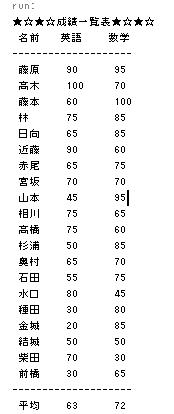 run:
★☆★☆成績一覧表★☆★☆
名前 英語 数学
--------------------
藤原 90 95
高木 100 70
藤本 60 100
林 75 85
日向 65 85
近藤 90 60
赤尾 65 75
宮坂 70 70
山本 45 95
相川 75 65
高橋 75 60
杉浦 50 85
奥村 65 70
石田 55 75
水口 80 45
種田 30 80
金城 20 85
結城 50 50
柴田 70 30
前橋 30 65
--------------------
平均 63 72